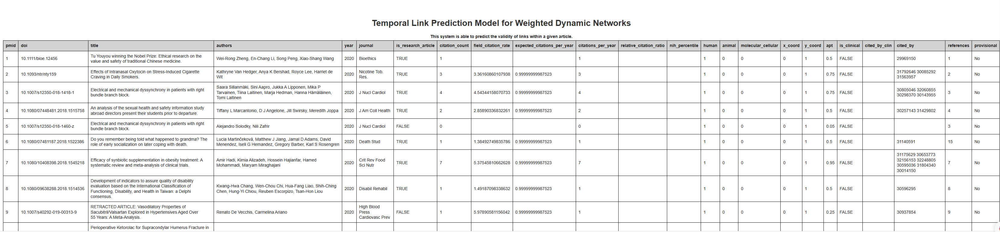 Temporal Link Prediction Model for Weighted Dynamic Networks
This system is able to predict the validity of links within a given article.
pmid doi title authors year journal is_research_article citation_count field_citation_rate expected_citations_per_year citations_per_year relative_citation_ratio nih_percentile human animal molecular_cellular x_coord y_coord apt is_clinical cited_by_clin cited_by references provisional
1 10.1111/bioe.12456 Tu Youyou winning the Nobel Prize: Ethical research on the
value and safety of traditional Chinese medicine. Wei-Rong Zheng, En-Chang Li, Song Peng, Xiao-Shang Wang 2020 Bioethics TRUE 1 1 1 0 0 0 1 0.5 FALSE 29969150 1 No
2 10.1093/ntr/nty159 Effects of Intranasal Oxytocin on Stress-Induced Cigarette
Craving in Daily Smokers. Kathryne Van Hedger, Anya K Bershad, Royce Lee, Harriet de
Wit 2020 Nicotine Tob.
Res. TRUE 3 3.36160860107938 0.99999999987523 3 1 0 0 0 1 0.75 FALSE 31792646 30085292
31563957 2 No
3 10.1007/s12350-018-1418-1 Electrical and mechanical dyssynchrony in patients with right
bundle branch block. Saara Sillanmäki, Sini Aapro, Jukka A Lipponen, Mika P
Tarvainen, Tiina Laitinen, Marja Hedman, Hanna Hämäläinen,
Tomi Laitinen 2020 J Nucl Cardiol TRUE 4 4.54344158070733 0.99999999987523 4 1 0 0 0 1 0.75 FALSE 30805046 32060855
30298370 30143955 3 No
4 10.1080/07448481.2018.1515758 An analysis of the sexual health and safety information study
abroad directors present their students prior to departure. Tiffany L Marcantonio, D J Angelone, Jill Swirsky, Meredith Joppa 2020 J Am Coll Health TRUE 2 2.85890336832261 0.99999999987523 2 1 0 0 0 1 0.5 FALSE 30257143 31429802 4 No
5 10.1007/s12350-018-1460-z Electrical and mechanical dyssynchrony in patients with right
bundle branch block. Alejandro Solodky, Nili Zafrir 2020 J Nucl Cardiol FALSE 0 0 1 0 0 0 1 0.05 FALSE 3 No
6 10.1080/07481187.2018.1522386 Do you remember being told what happened to grandma? The
role of early socialization on later coping with death. Lucia Martinčeková, Matthew J Jiang, Jamal D Adams, David
Menendez, Iseli G Hernandez, Gregory Barber, Karl S Rosengren 2020 Death Stud TRUE 1 1.38492749835786 0.99999999987523 1 1 0 0 0 1 0.5 FALSE 31140591 15 No
7 10.1080/10408398.2018.1545218 Efficacy of synbiotic supplementation in obesity treatment: A
systematic review and meta-analysis of clinical trials. Amir Hadi, Kimia Alizadeh, Hossein Hajianfar, Hamed
Mohammadi, Maryam Miraghajani 2020 Crit Rev Food
Sci Nutr TRUE 7 5.37545810662628 0.99999999987523 7 1 0 0 0 1 0.95 FALSE 31175629 30653773
32156153 32248805
30595036 31804340
30014150 7 No
8 10.1080/09638288.2018.1514536 Development of indicators to assure quality of disability
evaluation based on the International Classification of
Functioning, Disability, and Health in Taiwan: a Delphi
consensus. Kwang-Hwa Chang, Wen-Chou Chi, Hua-Fang Liao, Shih-Ching
Chen, Hung-Yi Chiou, Reuben Escorpizo, Tsan-Hon Liou 2020 Disabil Rehabil TRUE 1 1.49187098338632 0.99999999987523 1 1 0 0 0 1 0.5 FALSE 30596295 8 No
9 10.1007/s40292-019-00313-9 RETRACTED ARTICLE: Vasodilatory Properties of
Sacubitril/Valsartan Explored in Hypertensives Aged Over
55 Years: A Meta-Analysis. Renato De Vecchis, Carmelina Ariano 2020 High Blood
Press
Cardiovasc Prev FALSE 1 5.97890581156042 0.99999999987523 1 1 0 0 0 1 0.25 FALSE 30937854 9 No
Perioperative Ketorolac for Supracondylar Humerus Fracture in